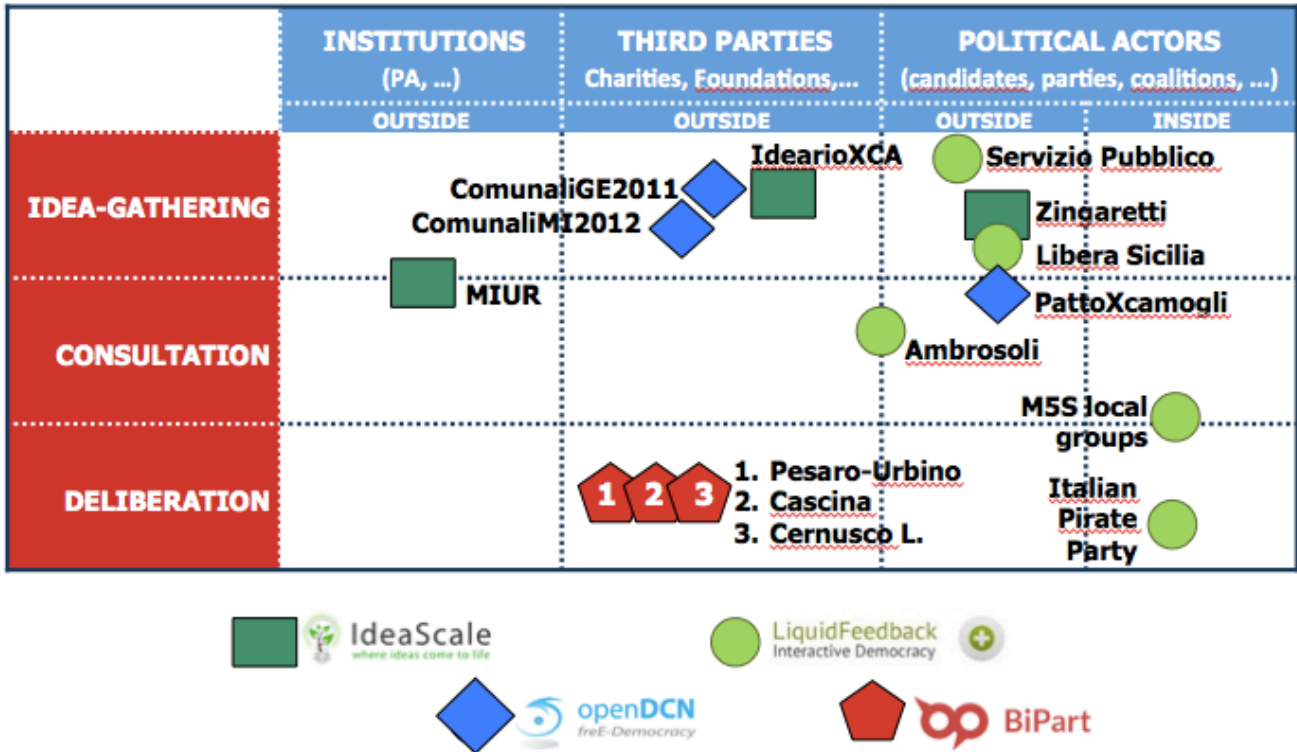 INSTITUTIONS
(PA, ...)
THIRD PARTIES
Charities, Foundations,...
POLITICAL ACTORS
(candidates, parties, coalitions, ...)
OUTSIDE
OUTSIDE
OUTSIDE
INSIDE
IDEA-GATHERING
IdearioXCA
ComunaliGE2011
ComunaliMI2012
Servizio Pubblico
Zingaretti
Libera Sicilia
MIUR
PattoXcamogli
CONSULTATION
Ambrosoli
M5S local
groups
DELIBERATION
1 2 3
1. Pesaro-Urbino
2. Cascina
3. Cernusco L.
Italian
Pirate
Party
IdeaScale
where ideas come to life
LiquidFeedback
Interactive Democracy
openDCN
freE-Democracy
BiPart